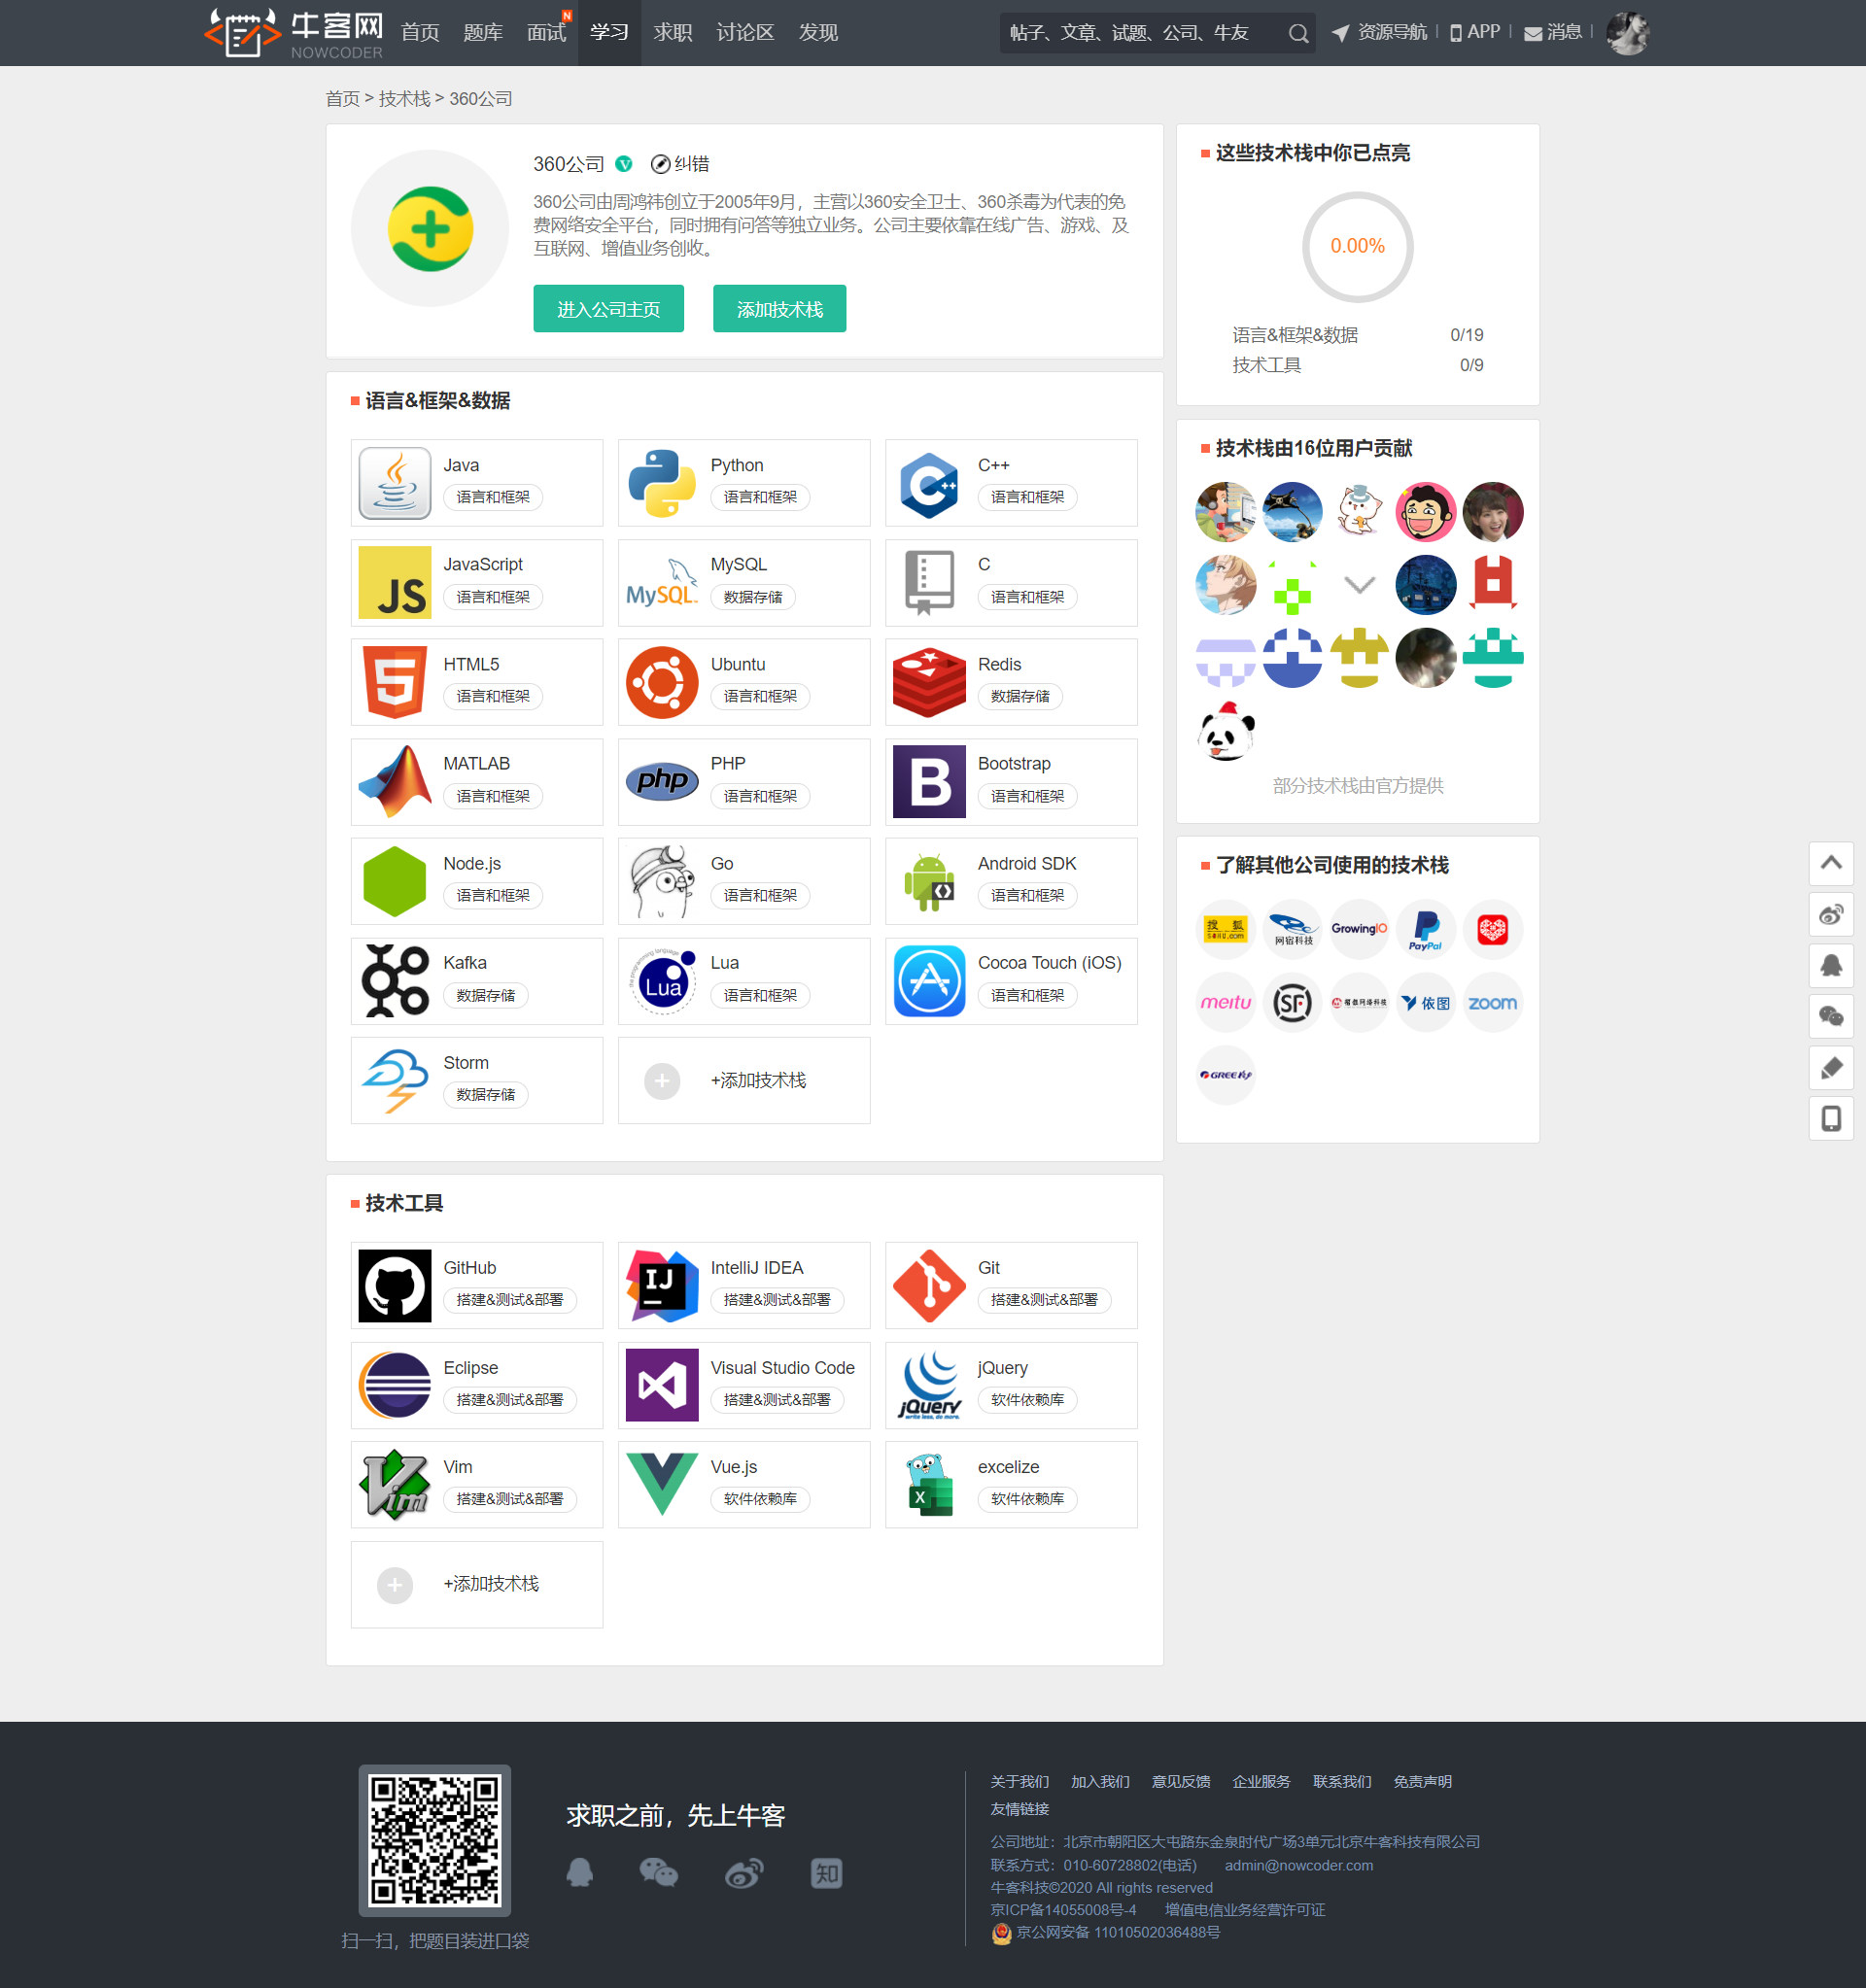 牛客网 NOWCODER 首页 题库 面试 N 学习 求职 讨论区 发现 帖子、文章、试题、公司、牛友 资源导航 | APP | 消息 |
首页 > 技术栈 > 360公司
360公司 V 纠错
360公司由周鸿祎创立于2005年9月，主营以360安全卫士、360杀毒为代表的免
费网络安全平台，同时拥有问答等独立业务。公司主要依靠在线广告、游戏、及
互联网、增值业务创收。
进入公司主页 添加技术栈
语言&框架&数据
Java
语言和框架
Python
语言和框架
C++
语言和框架
JS
JavaScript
语言和框架
MySQL
MySQL
数据存储
C
语言和框架
5
HTML5
语言和框架
Ubuntu
语言和框架
Redis
数据存储
MATLAB
语言和框架
php
PHP
语言和框架
B
Bootstrap
语言和框架
Node.js
语言和框架
Go
语言和框架
Android SDK
语言和框架
Kafka
数据存储
Lua
Lua
语言和框架
Cocoa Touch (iOS)
语言和框架
Storm
数据存储
+添加技术栈
技术工具
GitHub
搭建&测试&部署
IJ
IntelliJ IDEA
搭建&测试&部署
Git
搭建&测试&部署
Eclipse
搭建&测试&部署
Visual Studio Code
搭建&测试&部署
jQuery
write less, do more.
jQuery
软件依赖库
Vim
Vim
搭建&测试&部署
Vue.js
软件依赖库
X
excelize
软件依赖库
+添加技术栈
这些技术栈中你已点亮
0.00%
语言&框架&数据 0/19
技术工具 0/9
技术栈由16位用户贡献
部分技术栈由官方提供
了解其他公司使用的技术栈
搜狐 网宿科技 GrowingIO PayPal
meitu SF 依图 zoom
GREE
求职之前，先上牛客
知
扫一扫，把题目装进口袋
关于我们 加入我们 意见反馈 企业服务 联系我们 免责声明
友情链接
公司地址：北京市朝阳区大屯路东金泉时代广场3单元北京牛客科技有限公司
联系方式：010-60728802(电话) admin@nowcoder.com
牛客科技©2020 All rights reserved
京ICP备14055008号-4 增值电信业务经营许可证
京公网安备 11010502036488号